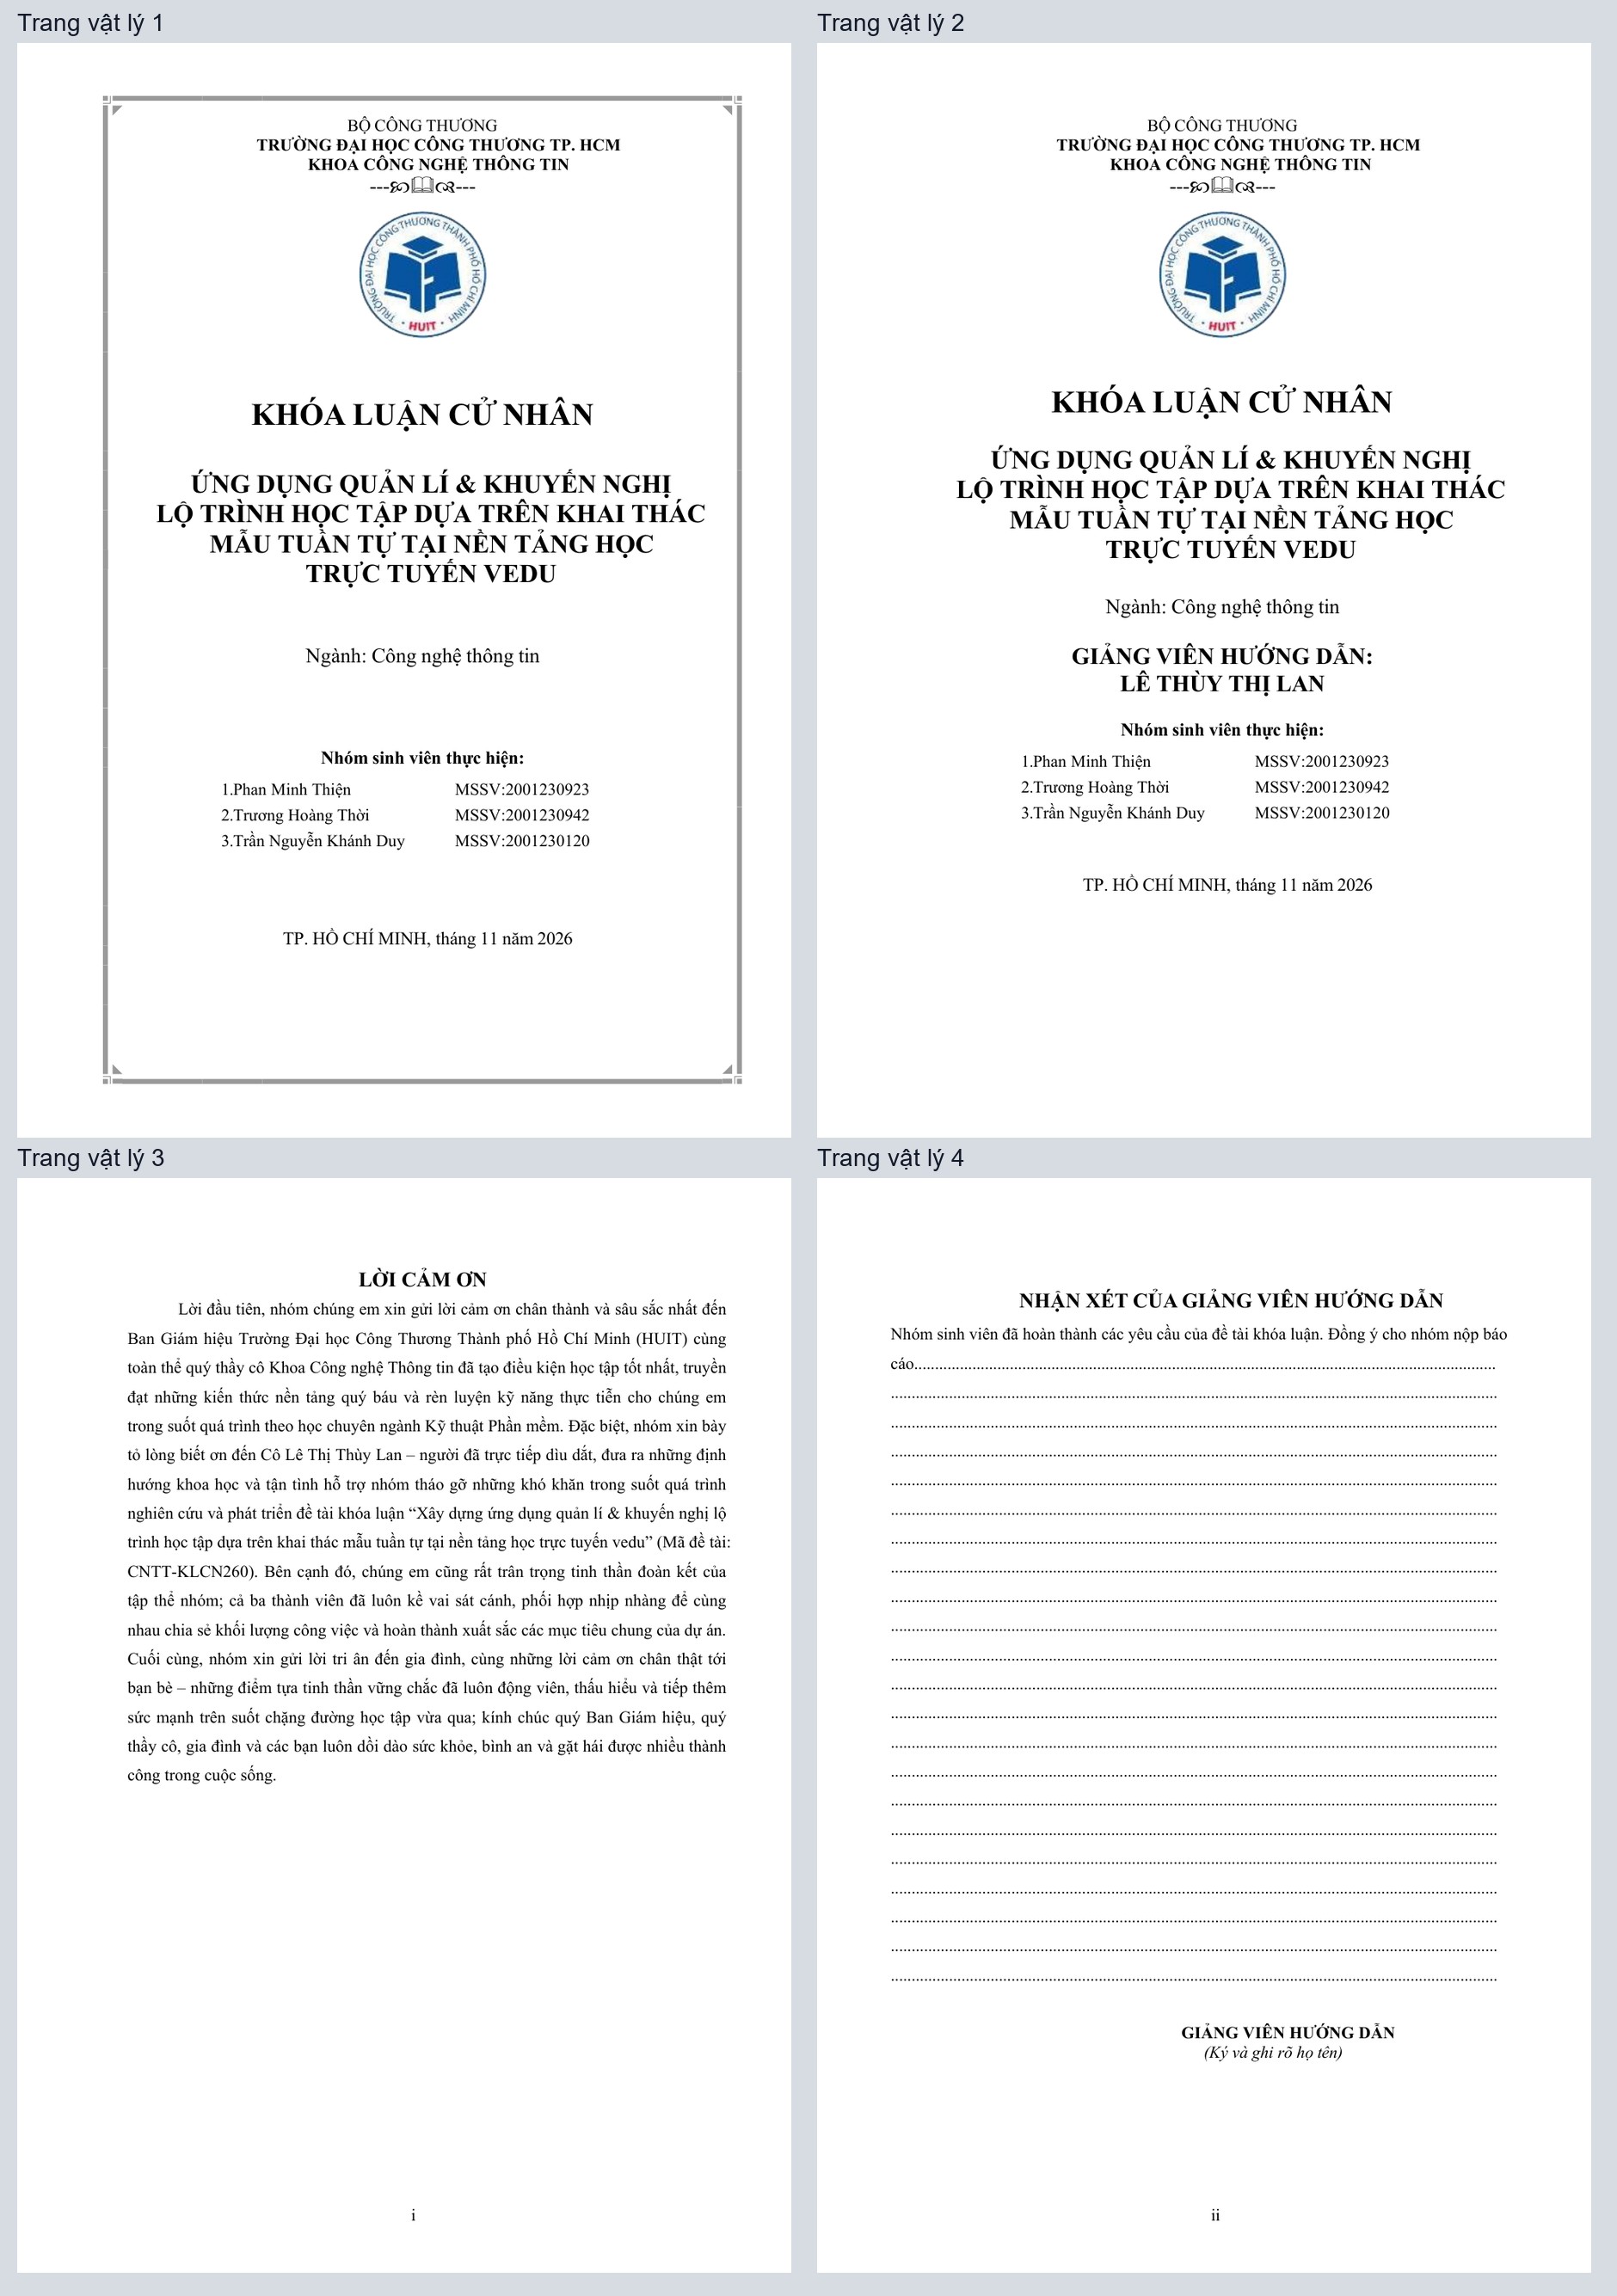 Trang vật lý 1
BỘ CÔNG THƯƠNG
TRƯỜNG ĐẠI HỌC CÔNG THƯƠNG TP. HCM
KHOA CÔNG NGHỆ THÔNG TIN
---๛🕮๙---
TRƯỜNG ĐẠI HỌC CÔNG THƯƠNG THÀNH PHỐ HỒ CHÍ MINH
• HUIT •
KHÓA LUẬN CỬ NHÂN
ỨNG DỤNG QUẢN LÍ & KHUYẾN NGHỊ
LỘ TRÌNH HỌC TẬP DỰA TRÊN KHAI THÁC
MẪU TUẦN TỰ TẠI NỀN TẢNG HỌC
TRỰC TUYẾN VEDU
Ngành: Công nghệ thông tin
Nhóm sinh viên thực hiện:
1.Phan Minh Thiện MSSV:2001230923
2.Trương Hoàng Thời MSSV:2001230942
3.Trần Nguyễn Khánh Duy MSSV:2001230120
TP. HỒ CHÍ MINH, tháng 11 năm 2026
Trang vật lý 2
BỘ CÔNG THƯƠNG
TRƯỜNG ĐẠI HỌC CÔNG THƯƠNG TP. HCM
KHOA CÔNG NGHỆ THÔNG TIN
---๛🕮๙---
TRƯỜNG ĐẠI HỌC CÔNG THƯƠNG THÀNH PHỐ HỒ CHÍ MINH
• HUIT •
KHÓA LUẬN CỬ NHÂN
ỨNG DỤNG QUẢN LÍ & KHUYẾN NGHỊ
LỘ TRÌNH HỌC TẬP DỰA TRÊN KHAI THÁC
MẪU TUẦN TỰ TẠI NỀN TẢNG HỌC
TRỰC TUYẾN VEDU
Ngành: Công nghệ thông tin
GIẢNG VIÊN HƯỚNG DẪN:
LÊ THÙY THỊ LAN
Nhóm sinh viên thực hiện:
1.Phan Minh Thiện MSSV:2001230923
2.Trương Hoàng Thời MSSV:2001230942
3.Trần Nguyễn Khánh Duy MSSV:2001230120
TP. HỒ CHÍ MINH, tháng 11 năm 2026
Trang vật lý 3
LỜI CẢM ƠN
Lời đầu tiên, nhóm chúng em xin gửi lời cảm ơn chân thành và sâu sắc nhất đến
Ban Giám hiệu Trường Đại học Công Thương Thành phố Hồ Chí Minh (HUIT) cùng
toàn thể quý thầy cô Khoa Công nghệ Thông tin đã tạo điều kiện học tập tốt nhất, truyền
đạt những kiến thức nền tảng quý báu và rèn luyện kỹ năng thực tiễn cho chúng em
trong suốt quá trình theo học chuyên ngành Kỹ thuật Phần mềm. Đặc biệt, nhóm xin bày
tỏ lòng biết ơn đến Cô Lê Thị Thùy Lan – người đã trực tiếp dìu dắt, đưa ra những định
hướng khoa học và tận tình hỗ trợ nhóm tháo gỡ những khó khăn trong suốt quá trình
nghiên cứu và phát triển đề tài khóa luận “Xây dựng ứng dụng quản lí & khuyến nghị lộ
trình học tập dựa trên khai thác mẫu tuần tự tại nền tảng học trực tuyến vedu” (Mã đề tài:
CNTT-KLCN260). Bên cạnh đó, chúng em cũng rất trân trọng tinh thần đoàn kết của
tập thể nhóm; cả ba thành viên đã luôn kề vai sát cánh, phối hợp nhịp nhàng để cùng
nhau chia sẻ khối lượng công việc và hoàn thành xuất sắc các mục tiêu chung của dự án.
Cuối cùng, nhóm xin gửi lời tri ân đến gia đình, cùng những lời cảm ơn chân thật tới
bạn bè – những điểm tựa tinh thần vững chắc đã luôn động viên, thấu hiểu và tiếp thêm
sức mạnh trên suốt chặng đường học tập vừa qua; kính chúc quý Ban Giám hiệu, quý
thầy cô, gia đình và các bạn luôn dồi dào sức khỏe, bình an và gặt hái được nhiều thành
công trong cuộc sống.
i
Trang vật lý 4
NHẬN XÉT CỦA GIẢNG VIÊN HƯỚNG DẪN
Nhóm sinh viên đã hoàn thành các yêu cầu của đề tài khóa luận. Đồng ý cho nhóm nộp báo
cáo....................
GIẢNG VIÊN HƯỚNG DẪN
(Ký và ghi rõ họ tên)
ii